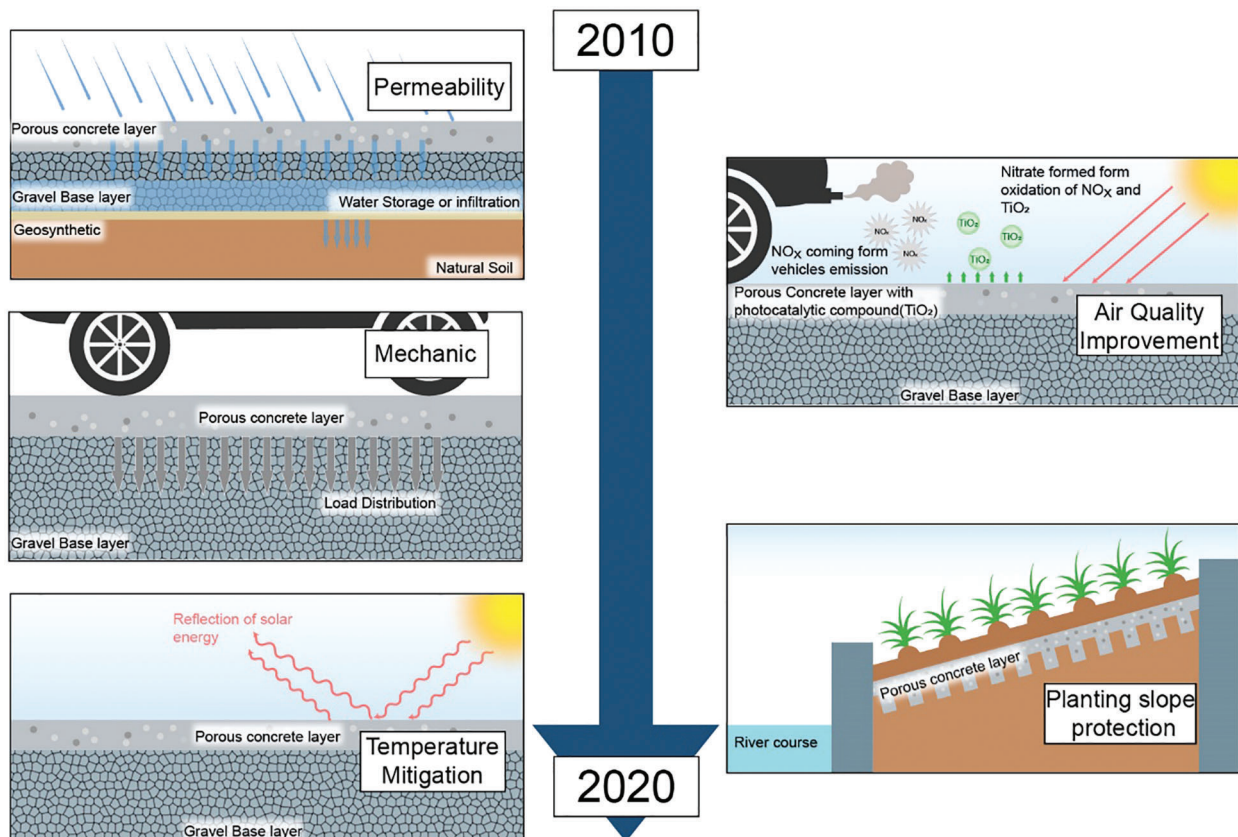 2010
Permeability
Porous concrete layer
Gravel Base layer
Water Storage or infiltration
Geosynthetic
Natural Soil
Mechanic
Porous concrete layer
Load Distribution
Gravel Base layer
Reflection of solar
energy
Porous concrete layer
Temperature
Mitigation
Gravel Base layer
Nitrate formed form
oxidation of NOx and
TiO₂
NOx
NOx
NOx
NOx
TiO₂
TiO₂
TiO₂
NOx coming form
vehicles emission
Porous Concrete layer with
photocatalytic compound(TiO₂)
Air Quality
Improvement
Gravel Base layer
Porous concrete layer
Planting slope
protection
River course
2020